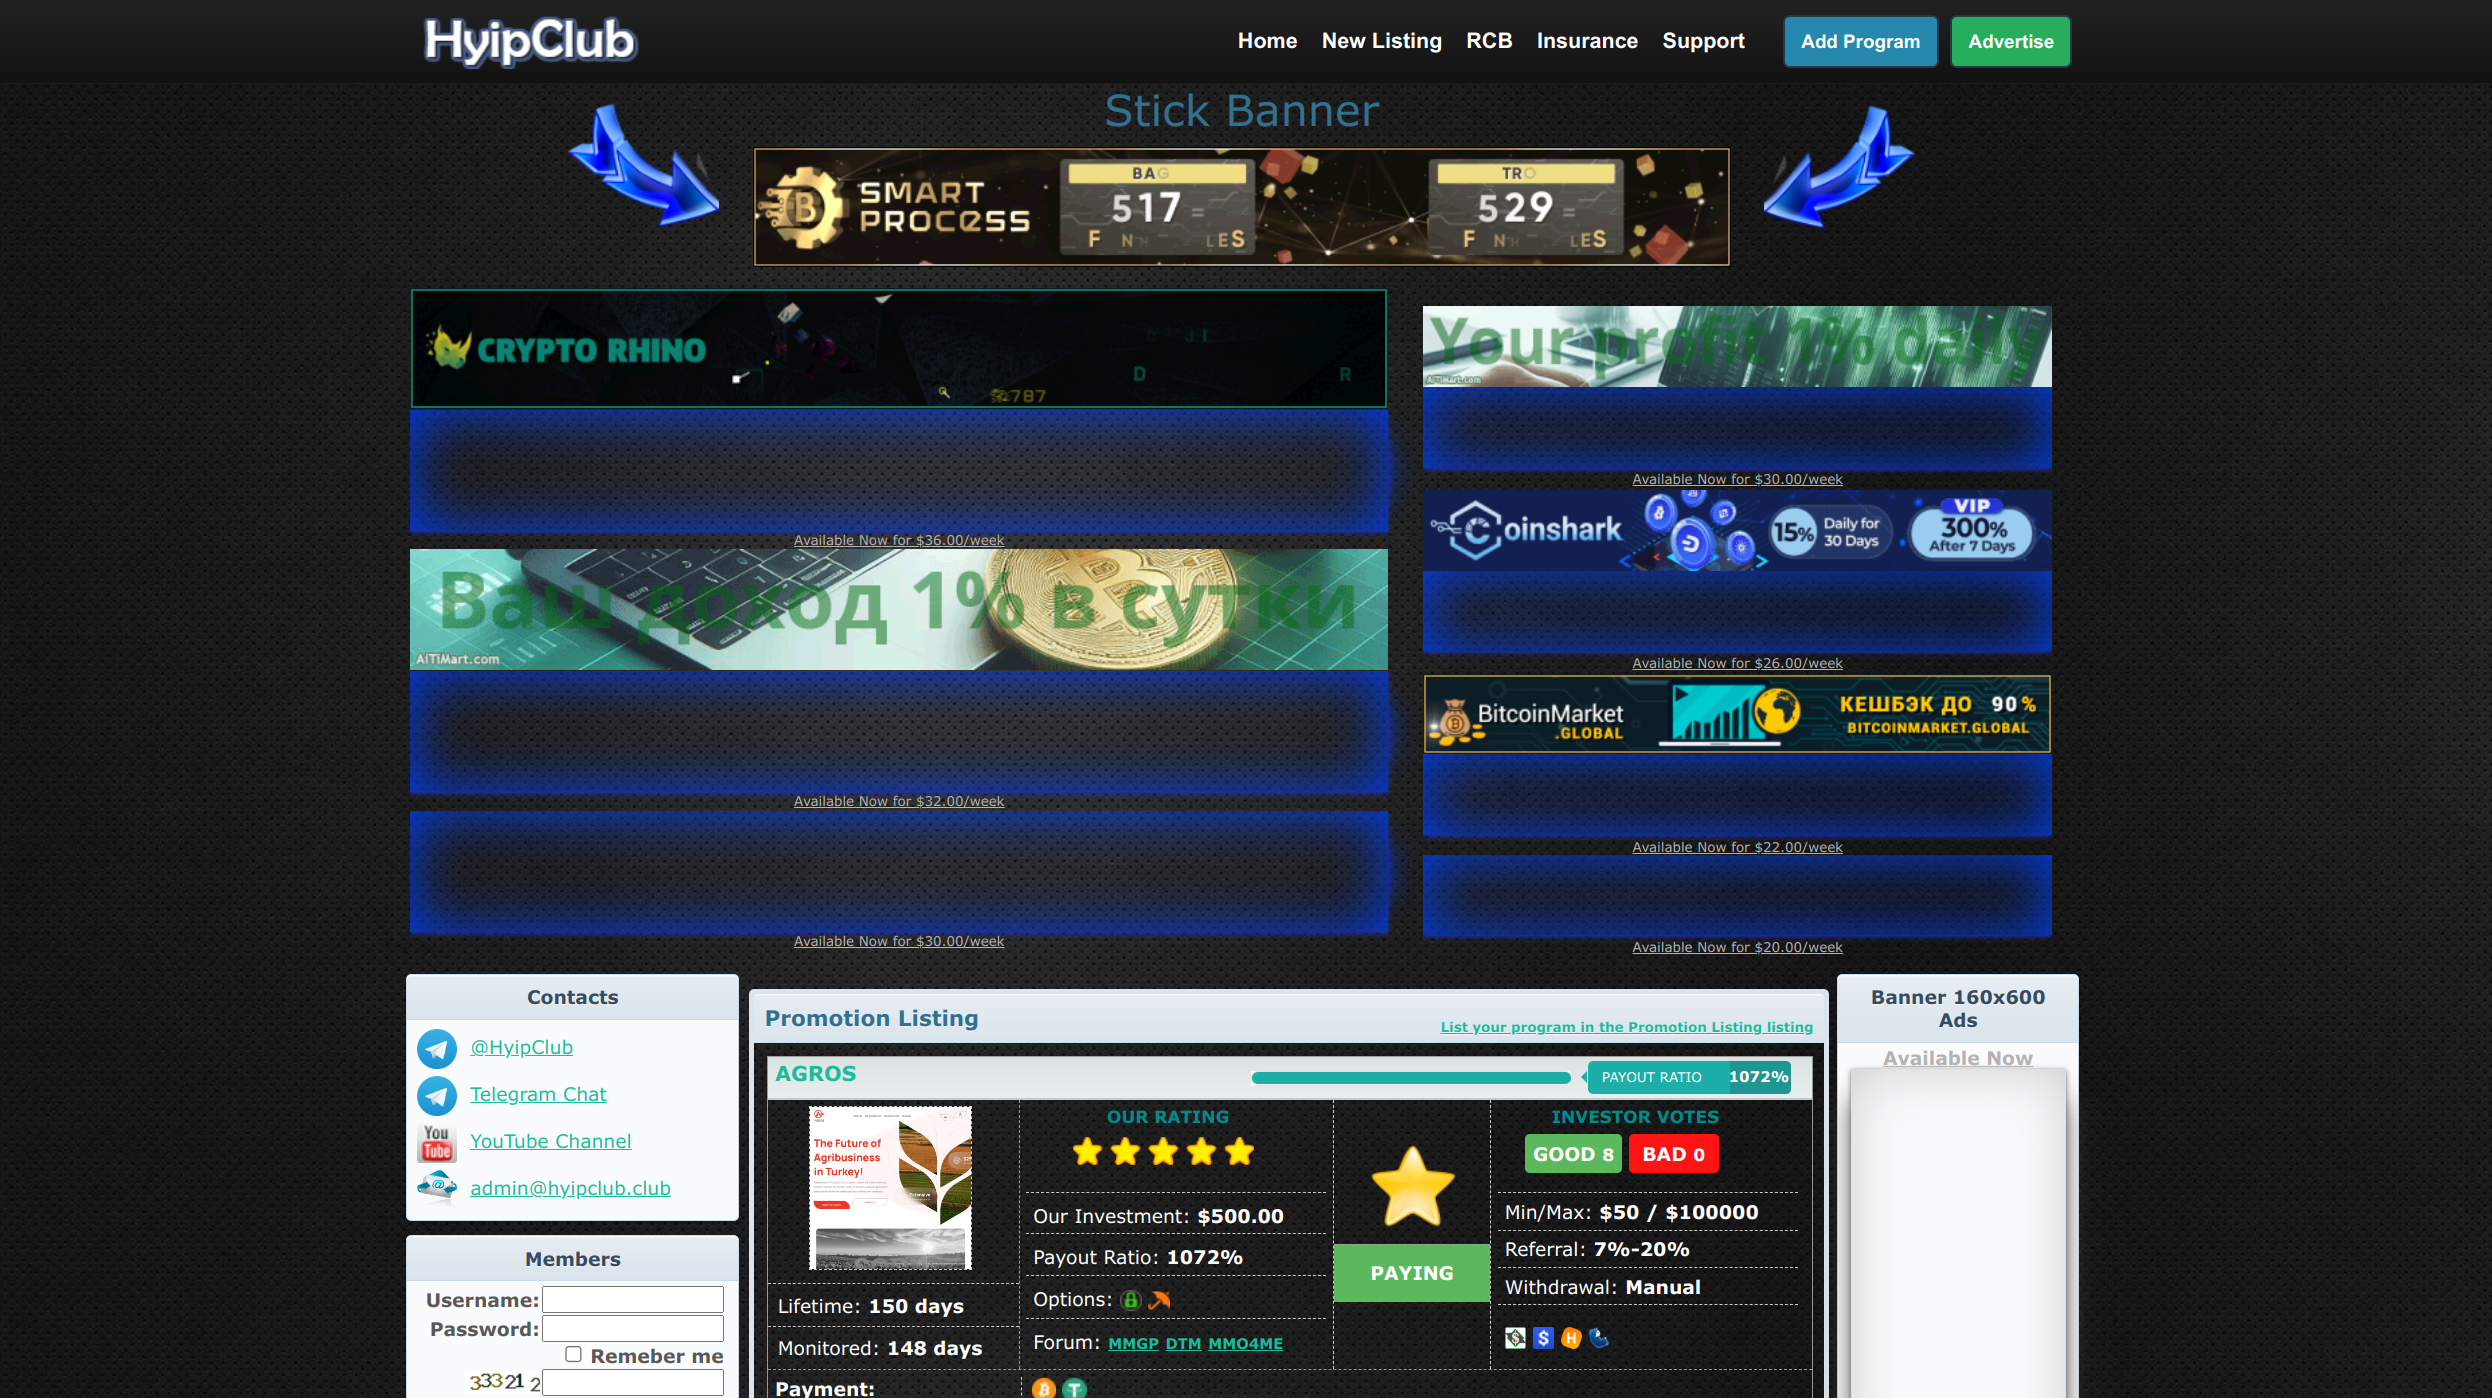 HyipClub
Home New Listing RCB Insurance Support Add Program Advertise
Stick Banner
SMART PROCESS
BAG
517
TRO
529
CRYPTO RHINO
787
Available Now for $36.00/week
Your profit 1% daily
AiTiMart.com
Available Now for $30.00/week
Coinshark
15% Daily for 30 Days
VIP 300% After 7 Days
Available Now for $26.00/week
Ваш доход 1% в сутки
AiTiMart.com
Available Now for $32.00/week
BitcoinMarket .GLOBAL
КЕШБЭК ДО 90 %
BITCOINMARKET.GLOBAL
Available Now for $22.00/week
Available Now for $30.00/week
Available Now for $20.00/week
Contacts
@HyipClub
Telegram Chat
YouTube Channel
admin@hyipclub.club
Members
Username:
Password:
Remeber me
33321 2
Promotion Listing
List your program in the Promotion Listing listing
AGROS
PAYOUT RATIO 1072%
The Future of
Agribusiness
in Turkey!
Lifetime: 150 days
Monitored: 148 days
Payment:
OUR RATING
Our Investment: $500.00
Payout Ratio: 1072%
Options:
Forum: MMGP DTM MMO4ME
PAYING
INVESTOR VOTES
GOOD 8 BAD 0
Min/Max: $50 / $100000
Referral: 7%-20%
Withdrawal: Manual
Banner 160x600
Ads
Available Now